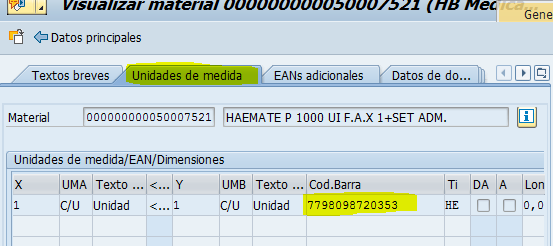 Visualizar material 000000000050007521 (HB Medica...
Gene
Datos principales
Textos breves Unidades de medida EANs adicionales Datos de do...
Material 000000000050007521 HAEMATE P 1000 UI F.A.X 1+SET ADM.
Unidades de medida/EAN/Dimensiones
X UMA Texto ... <... Y UMB Texto ... Cod.Barra Ti DA A Lon
1 C/U Unidad <... 1 C/U Unidad 7798098720353 HE 0,0